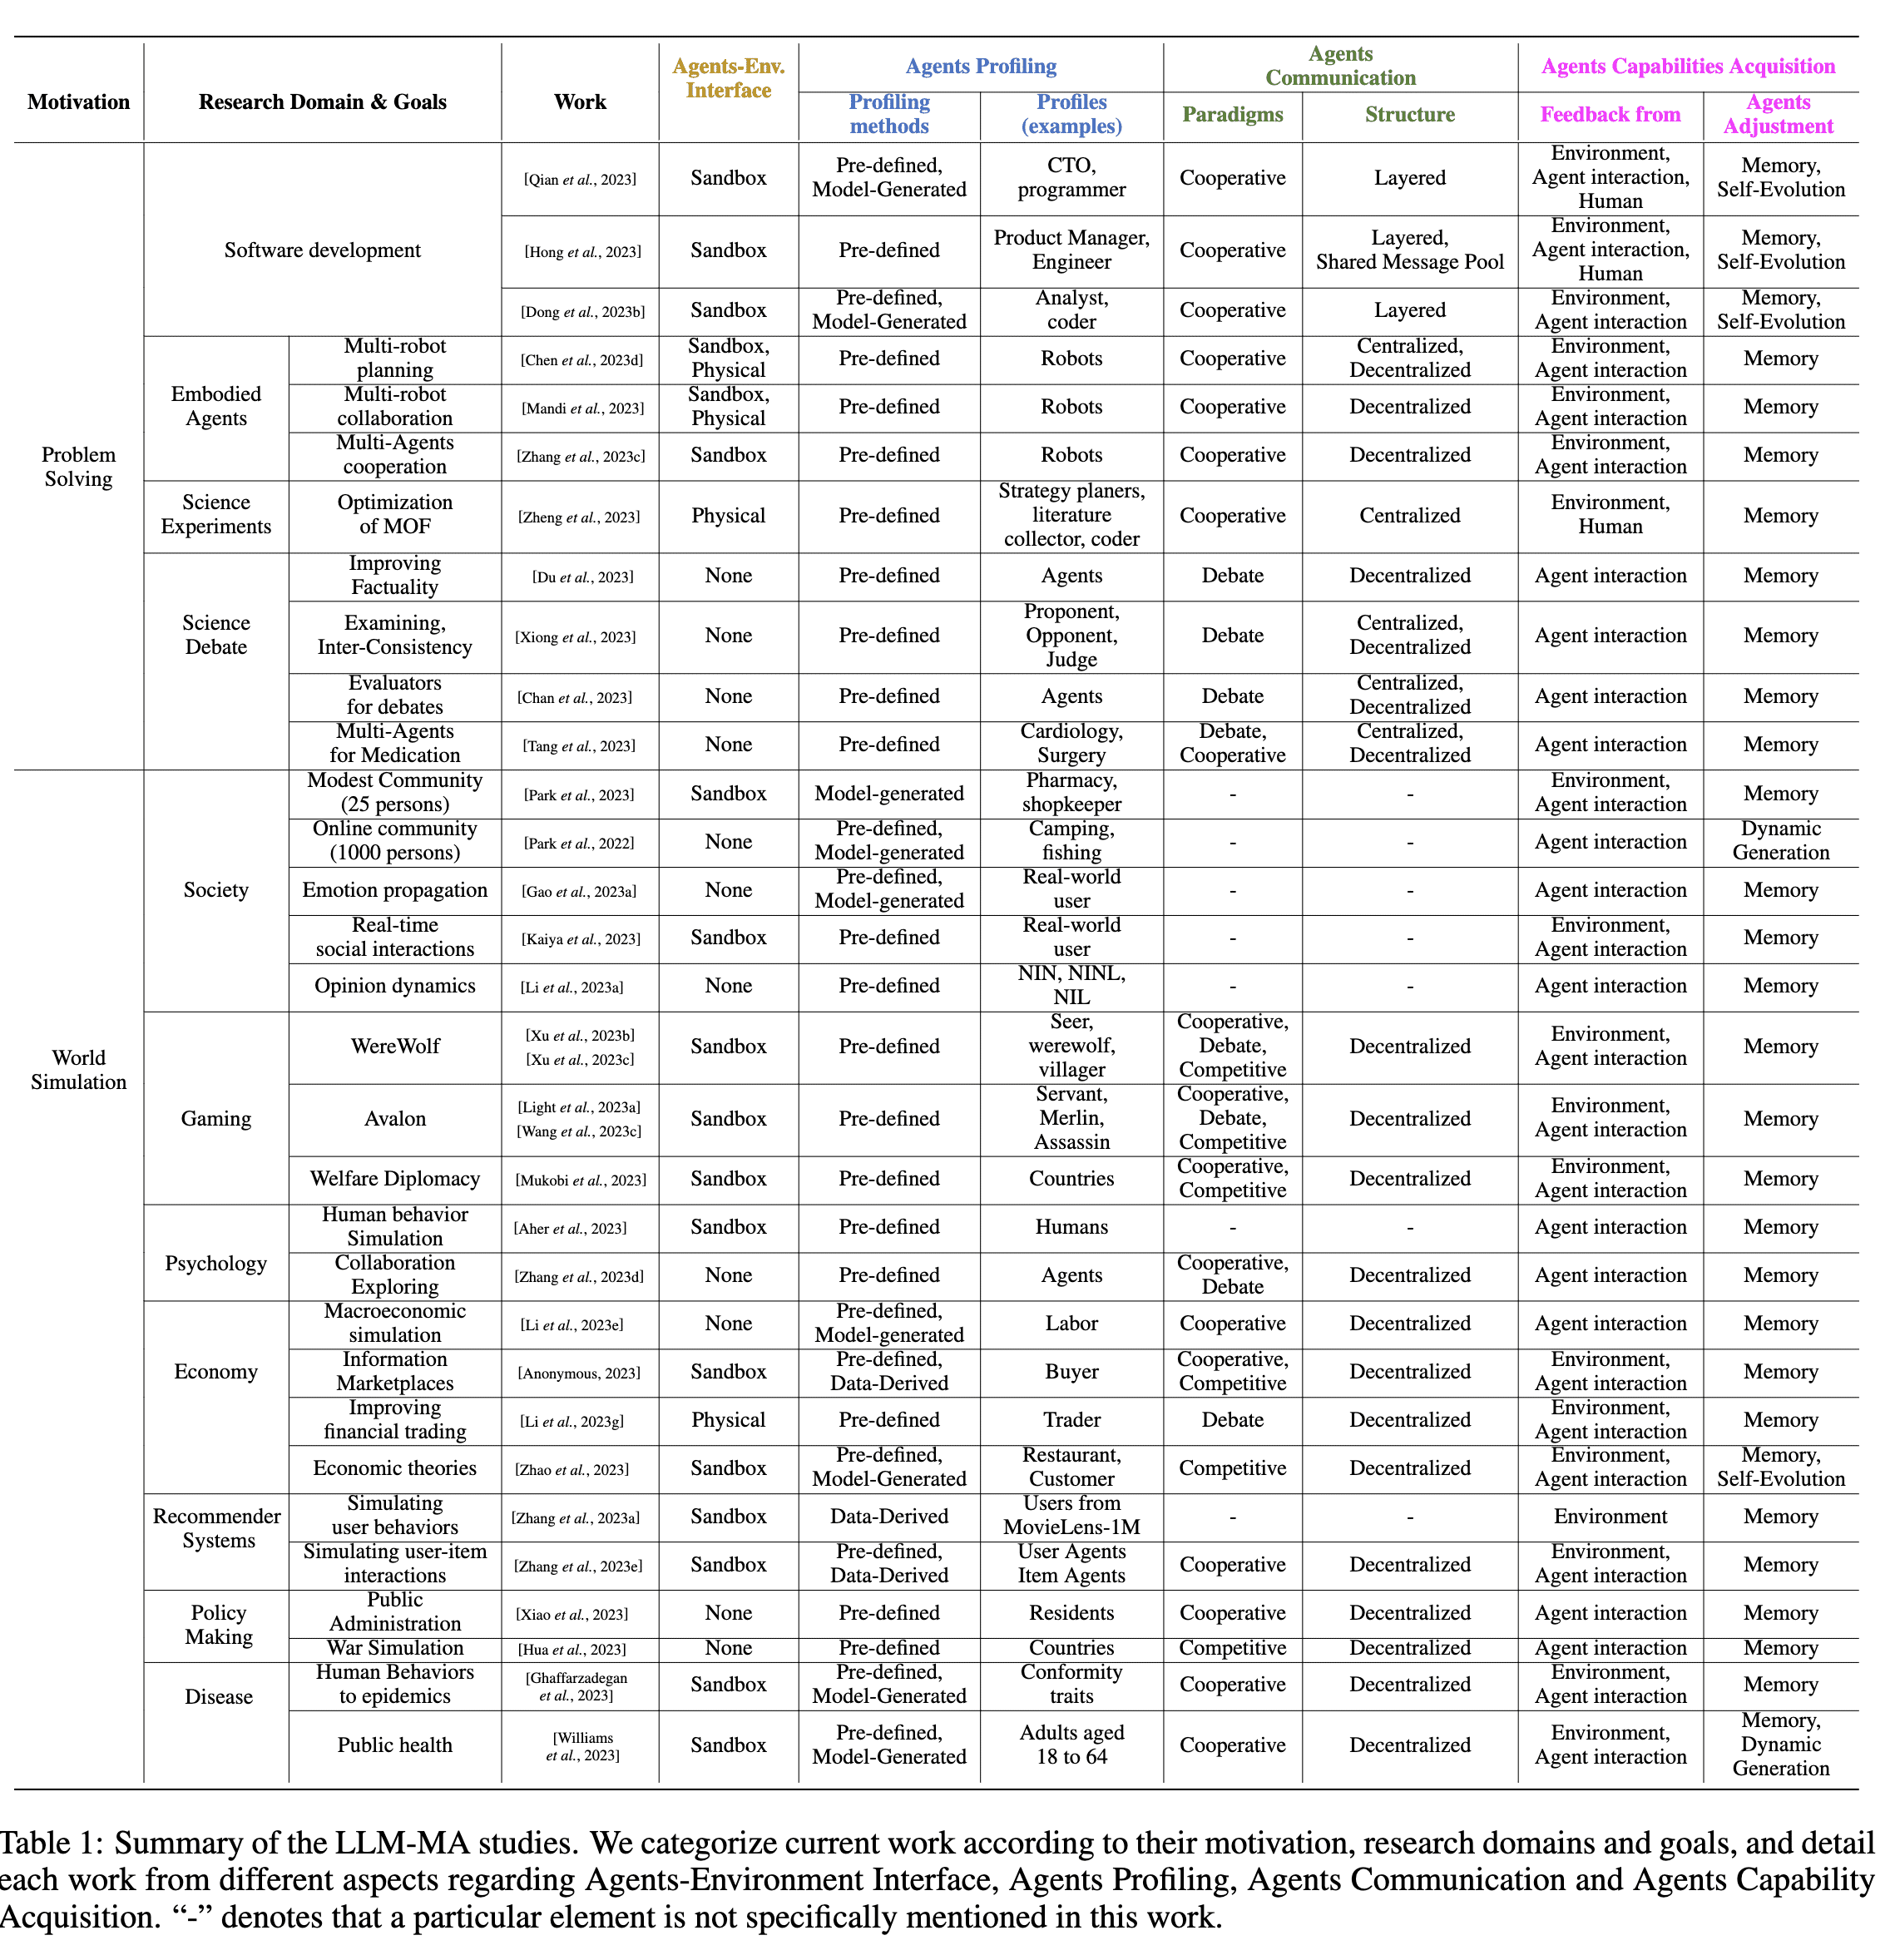 Motivation Research Domain & Goals Work Agents-Env. Interface Agents Profiling Agents Communication Agents Capabilities Acquisition
Profiling methods Profiles (examples) Paradigms Structure Feedback from Agents Adjustment
Problem Solving
Software development
[Qian et al., 2023] Sandbox Pre-defined, Model-Generated CTO, programmer Cooperative Layered Environment, Agent interaction, Human Memory, Self-Evolution
[Hong et al., 2023] Sandbox Pre-defined Product Manager, Engineer Cooperative Layered, Shared Message Pool Environment, Agent interaction, Human Memory, Self-Evolution
[Dong et al., 2023b] Sandbox Pre-defined, Model-Generated Analyst, coder Cooperative Layered Environment, Agent interaction Memory, Self-Evolution
Embodied Agents
Multi-robot planning [Chen et al., 2023d] Sandbox, Physical Pre-defined Robots Cooperative Centralized, Decentralized Environment, Agent interaction Memory
Multi-robot collaboration [Mandi et al., 2023] Sandbox, Physical Pre-defined Robots Cooperative Decentralized Environment, Agent interaction Memory
Multi-Agents cooperation [Zhang et al., 2023c] Sandbox Pre-defined Robots Cooperative Decentralized Environment, Agent interaction Memory
Science Experiments
Optimization of MOF [Zheng et al., 2023] Physical Pre-defined Strategy planers, literature collector, coder Cooperative Centralized Environment, Human Memory
Science Debate
Improving Factuality [Du et al., 2023] None Pre-defined Agents Debate Decentralized Agent interaction Memory
Examining, Inter-Consistency [Xiong et al., 2023] None Pre-defined Proponent, Opponent, Judge Debate Centralized, Decentralized Agent interaction Memory
Evaluators for debates [Chan et al., 2023] None Pre-defined Agents Debate Centralized, Decentralized Agent interaction Memory
Multi-Agents for Medication [Tang et al., 2023] None Pre-defined Cardiology, Surgery Debate, Cooperative Centralized, Decentralized Agent interaction Memory
World Simulation
Society
Modest Community (25 persons) [Park et al., 2023] Sandbox Model-generated Pharmacy, shopkeeper - - Environment, Agent interaction Memory
Online community (1000 persons) [Park et al., 2022] None Pre-defined, Model-generated Camping, fishing - - Agent interaction Dynamic Generation
Emotion propagation [Gao et al., 2023a] None Pre-defined, Model-generated Real-world user - - Agent interaction Memory
Real-time social interactions [Kaiya et al., 2023] Sandbox Pre-defined Real-world user - - Environment, Agent interaction Memory
Opinion dynamics [Li et al., 2023a] None Pre-defined NIN, NINL, NIL - - Agent interaction Memory
Gaming
WereWolf [Xu et al., 2023b] [Xu et al., 2023c] Sandbox Pre-defined Seer, werewolf, villager Cooperative, Debate, Competitive Decentralized Environment, Agent interaction Memory
Avalon [Light et al., 2023a] [Wang et al., 2023c] Sandbox Pre-defined Servant, Merlin, Assassin Cooperative, Debate, Competitive Decentralized Environment, Agent interaction Memory
Welfare Diplomacy [Mukobi et al., 2023] Sandbox Pre-defined Countries Cooperative, Competitive Decentralized Environment, Agent interaction Memory
Psychology
Human behavior Simulation [Aher et al., 2023] Sandbox Pre-defined Humans - - Agent interaction Memory
Collaboration Exploring [Zhang et al., 2023d] None Pre-defined Agents Cooperative, Debate Decentralized Agent interaction Memory
Economy
Macroeconomic simulation [Li et al., 2023e] None Pre-defined, Model-generated Labor Cooperative Decentralized Agent interaction Memory
Information Marketplaces [Anonymous, 2023] Sandbox Pre-defined, Data-Derived Buyer Cooperative, Competitive Decentralized Environment, Agent interaction Memory
Improving financial trading [Li et al., 2023g] Physical Pre-defined Trader Debate Decentralized Environment, Agent interaction Memory
Economic theories [Zhao et al., 2023] Sandbox Pre-defined, Model-Generated Restaurant, Customer Competitive Decentralized Environment, Agent interaction Memory, Self-Evolution
Recommender Systems
Simulating user behaviors [Zhang et al., 2023a] Sandbox Data-Derived Users from MovieLens-1M - - Environment Memory
Simulating user-item interactions [Zhang et al., 2023e] Sandbox Pre-defined, Data-Derived User Agents Item Agents Cooperative Decentralized Environment, Agent interaction Memory
Policy Making
Public Administration [Xiao et al., 2023] None Pre-defined Residents Cooperative Decentralized Agent interaction Memory
War Simulation [Hua et al., 2023] None Pre-defined Countries Competitive Decentralized Agent interaction Memory
Disease
Human Behaviors to epidemics [Ghaffarzadegan et al., 2023] Sandbox Pre-defined, Model-Generated Conformity traits Cooperative Decentralized Environment, Agent interaction Memory
Public health [Williams et al., 2023] Sandbox Pre-defined, Model-Generated Adults aged 18 to 64 Cooperative Decentralized Environment, Agent interaction Memory, Dynamic Generation
Table 1: Summary of the LLM-MA studies. We categorize current work according to their motivation, research domains and goals, and detail
each work from different aspects regarding Agents-Environment Interface, Agents Profiling, Agents Communication and Agents Capability
Acquisition. “-” denotes that a particular element is not specifically mentioned in this work.